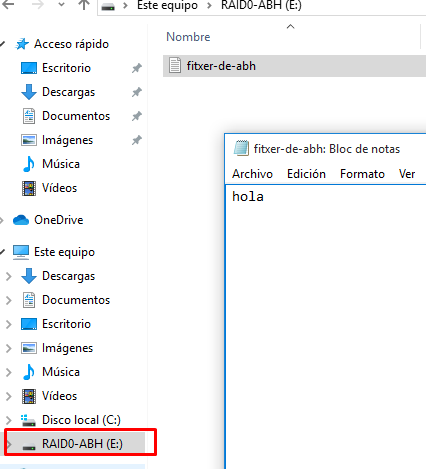 Este equipo > RAID0-ABH (E:)
Nombre
Acceso rápido
Escritorio
Descargas
Documentos
Imágenes
Música
Vídeos
OneDrive
Este equipo
Descargas
Documentos
Escritorio
Imágenes
Música
Vídeos
Disco local (C:)
RAID0-ABH (E:)
fitxer-de-abh
fitxer-de-abh: Bloc de notas
Archivo Edición Formato Ver
hola